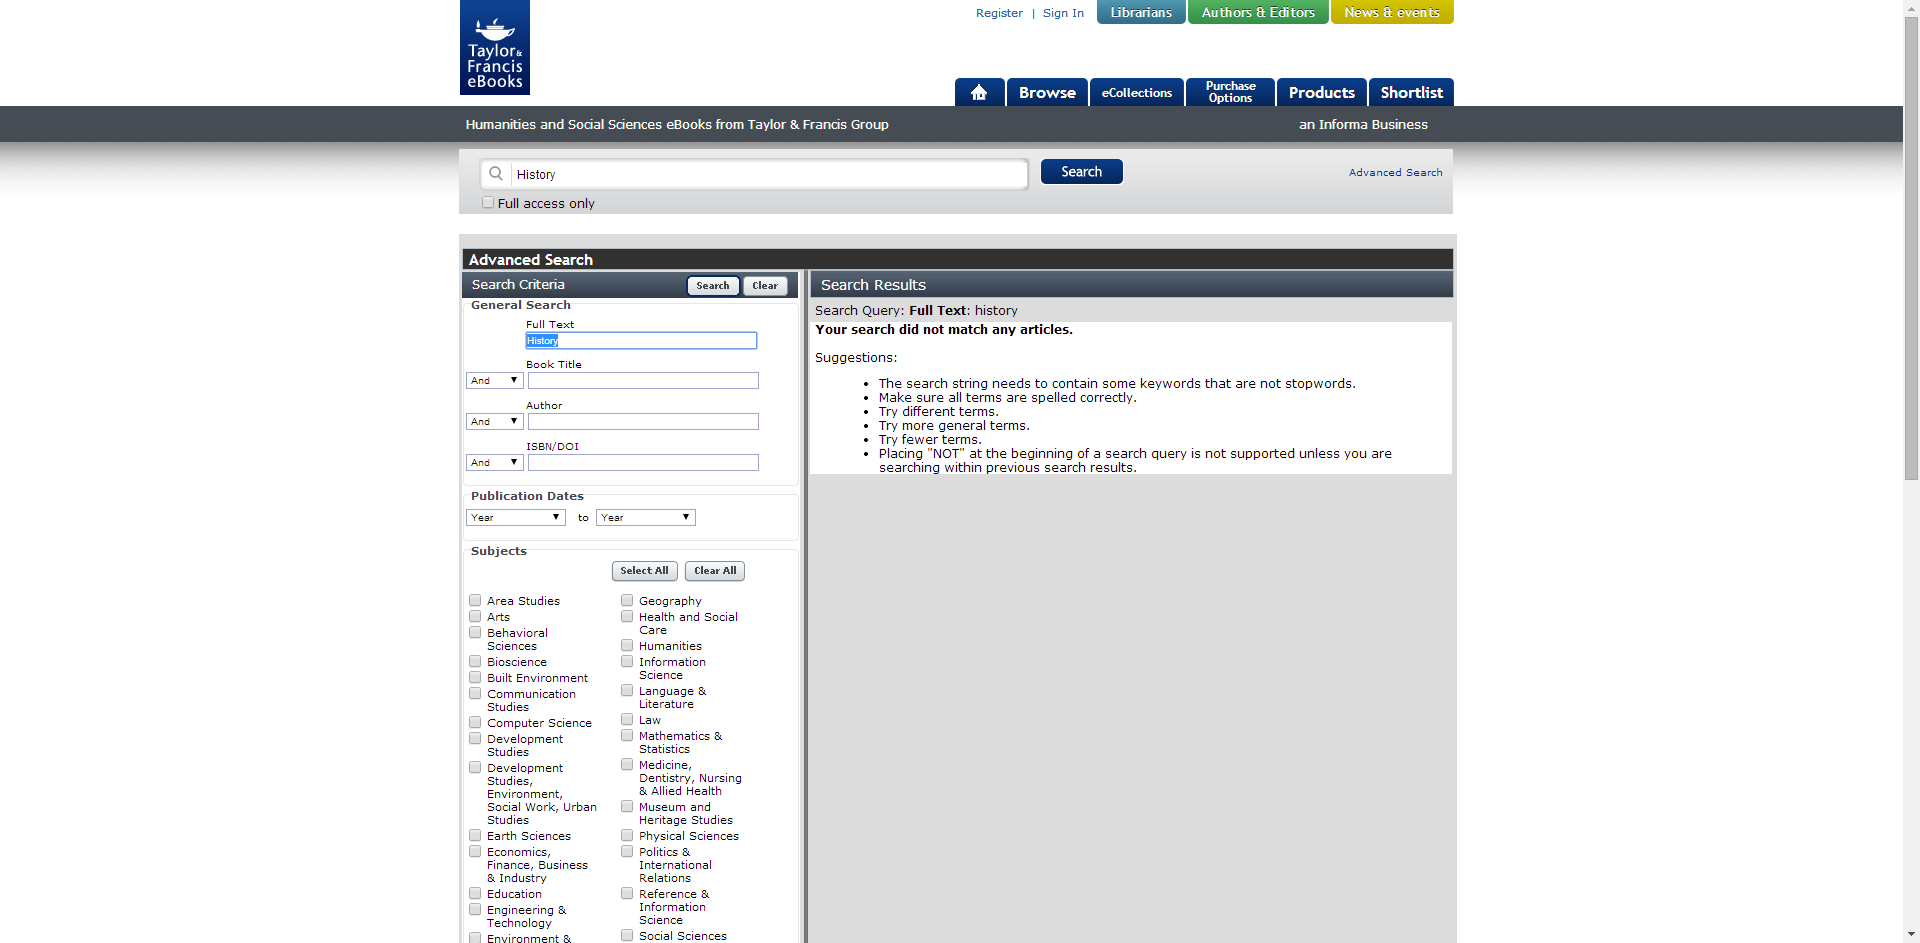 Register | Sign In
Librarians
Authors & Editors
News & events
Taylor &
Francis
eBooks
Browse
eCollections
Purchase
Options
Products
Shortlist
Humanities and Social Sciences eBooks from Taylor & Francis Group
an Informa Business
History
Search
Advanced Search
Full access only
Advanced Search
Search Criteria
Search
Clear
General Search
Full Text
History
Book Title
And
Author
And
ISBN/DOI
And
Publication Dates
Year to Year
Subjects
Select All
Clear All
Area Studies
Arts
Behavioral
Sciences
Bioscience
Built Environment
Communication
Studies
Computer Science
Development
Studies
Development
Studies,
Environment,
Social Work, Urban
Studies
Earth Sciences
Economics,
Finance, Business
& Industry
Education
Engineering &
Technology
Environment &
Geography
Health and Social
Care
Humanities
Information
Science
Language &
Literature
Law
Mathematics &
Statistics
Medicine,
Dentistry, Nursing
& Allied Health
Museum and
Heritage Studies
Physical Sciences
Politics &
International
Relations
Reference &
Information
Science
Social Sciences
Search Results
Search Query: Full Text: history
Your search did not match any articles.
Suggestions:
The search string needs to contain some keywords that are not stopwords.
Make sure all terms are spelled correctly.
Try different terms.
Try more general terms.
Try fewer terms.
Placing "NOT" at the beginning of a search query is not supported unless you are
searching within previous search results.